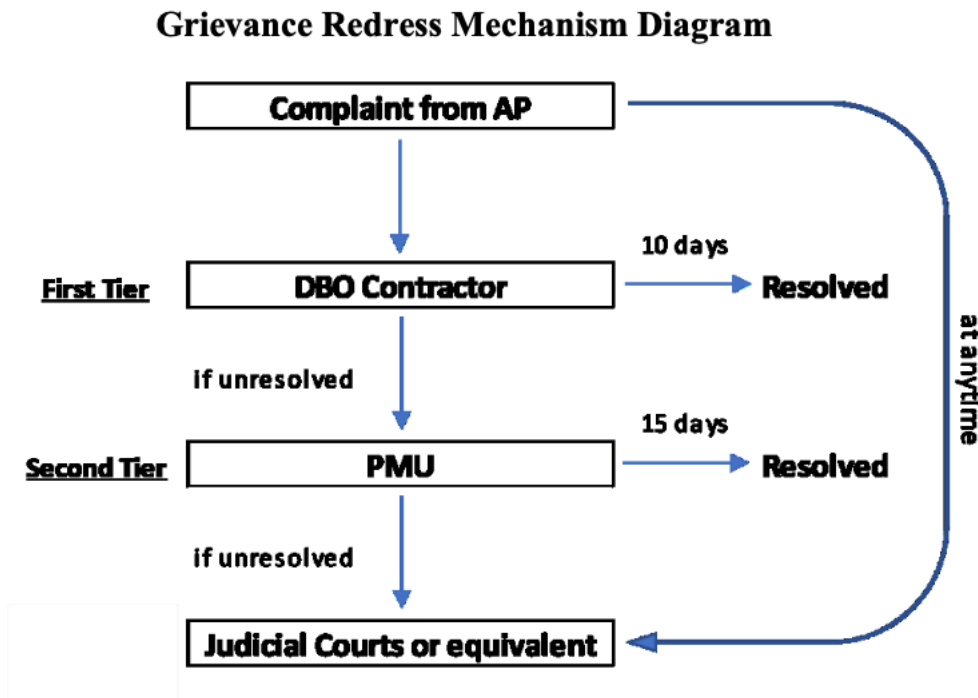 Grievance Redress Mechanism Diagram
Complaint from AP
10 days
First Tier
DBO Contractor
Resolved
at anytime
if unresolved
15 days
Second Tier
PMU
Resolved
if unresolved
Judicial Courts or equivalent